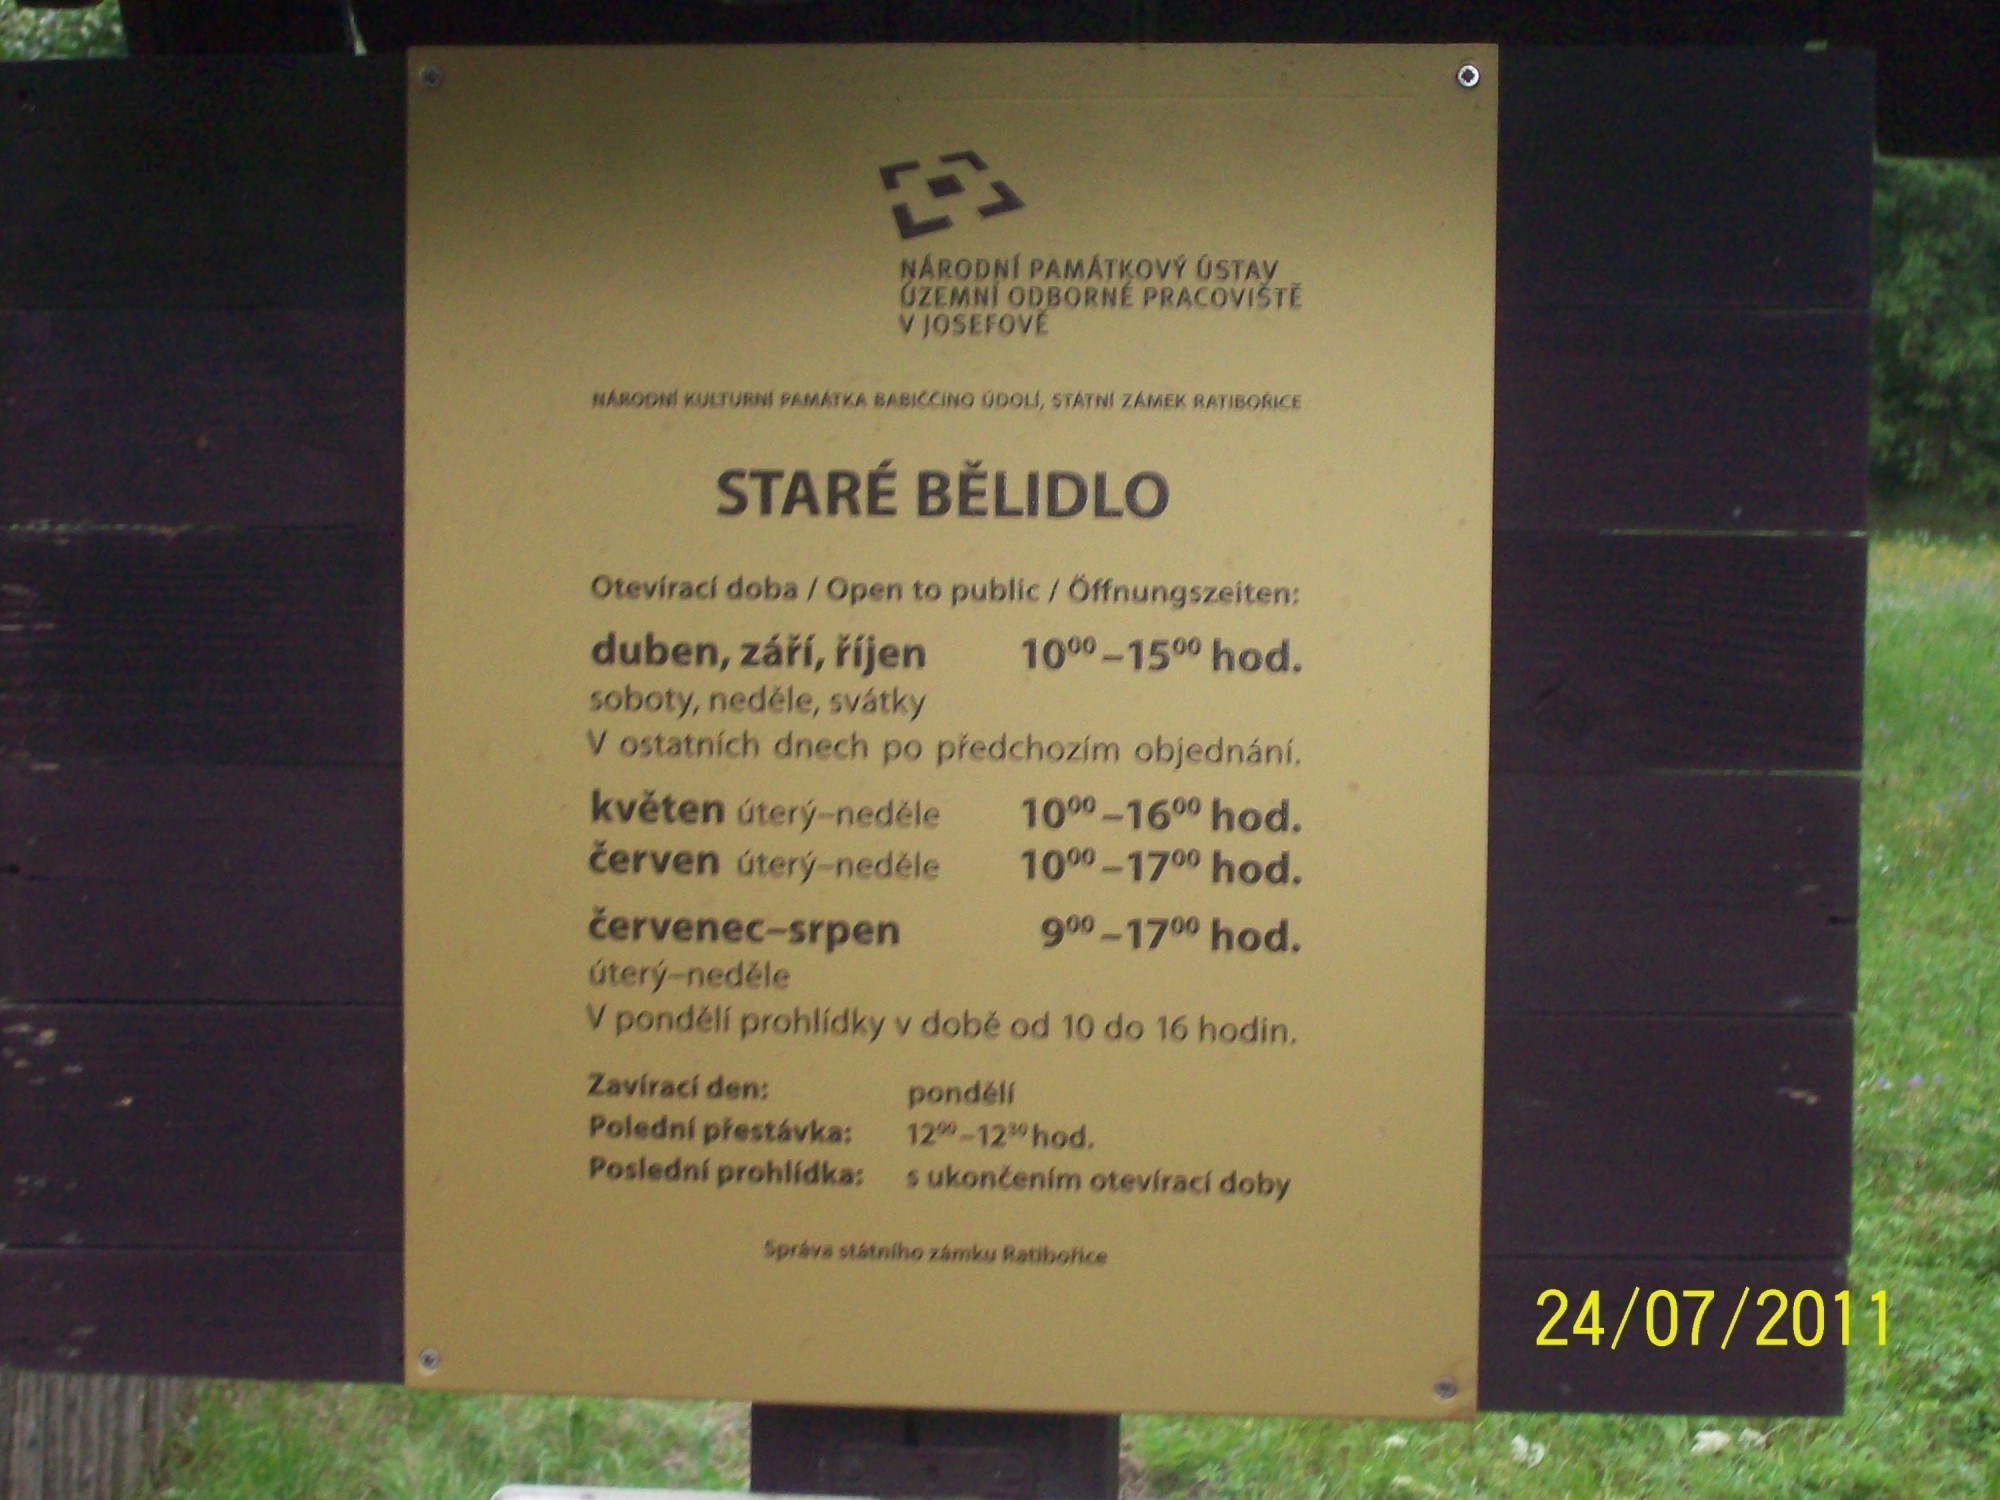 NÁRODNÍ PAMÁTKOVÝ ÚSTAV
ÚZEMNÍ ODBORNÉ PRACOVIŠTĚ
V JOSEFOVĚ
NÁRODNÍ KULTURNÍ PAMÁTKA BABIČČINO ÚDOLÍ, STÁTNÍ ZÁMEK RATIBOŘICE
STARÉ BĚLIDLO
Otevírací doba / Open to public / Öffnungszeiten:
duben, září, říjen 10⁰⁰–15⁰⁰ hod.
soboty, neděle, svátky
V ostatních dnech po předchozím objednání.
květen úterý–neděle 10⁰⁰–16⁰⁰ hod.
červen úterý–neděle 10⁰⁰–17⁰⁰ hod.
červenec–srpen 9⁰⁰–17⁰⁰ hod.
úterý–neděle
V pondělí prohlídky v době od 10 do 16 hodin.
Zavírací den: pondělí
Polední přestávka: 12⁰⁰–12³⁰ hod.
Poslední prohlídka: s ukončením otevírací doby
Správa státního zámku Ratibořice
24/07/2011